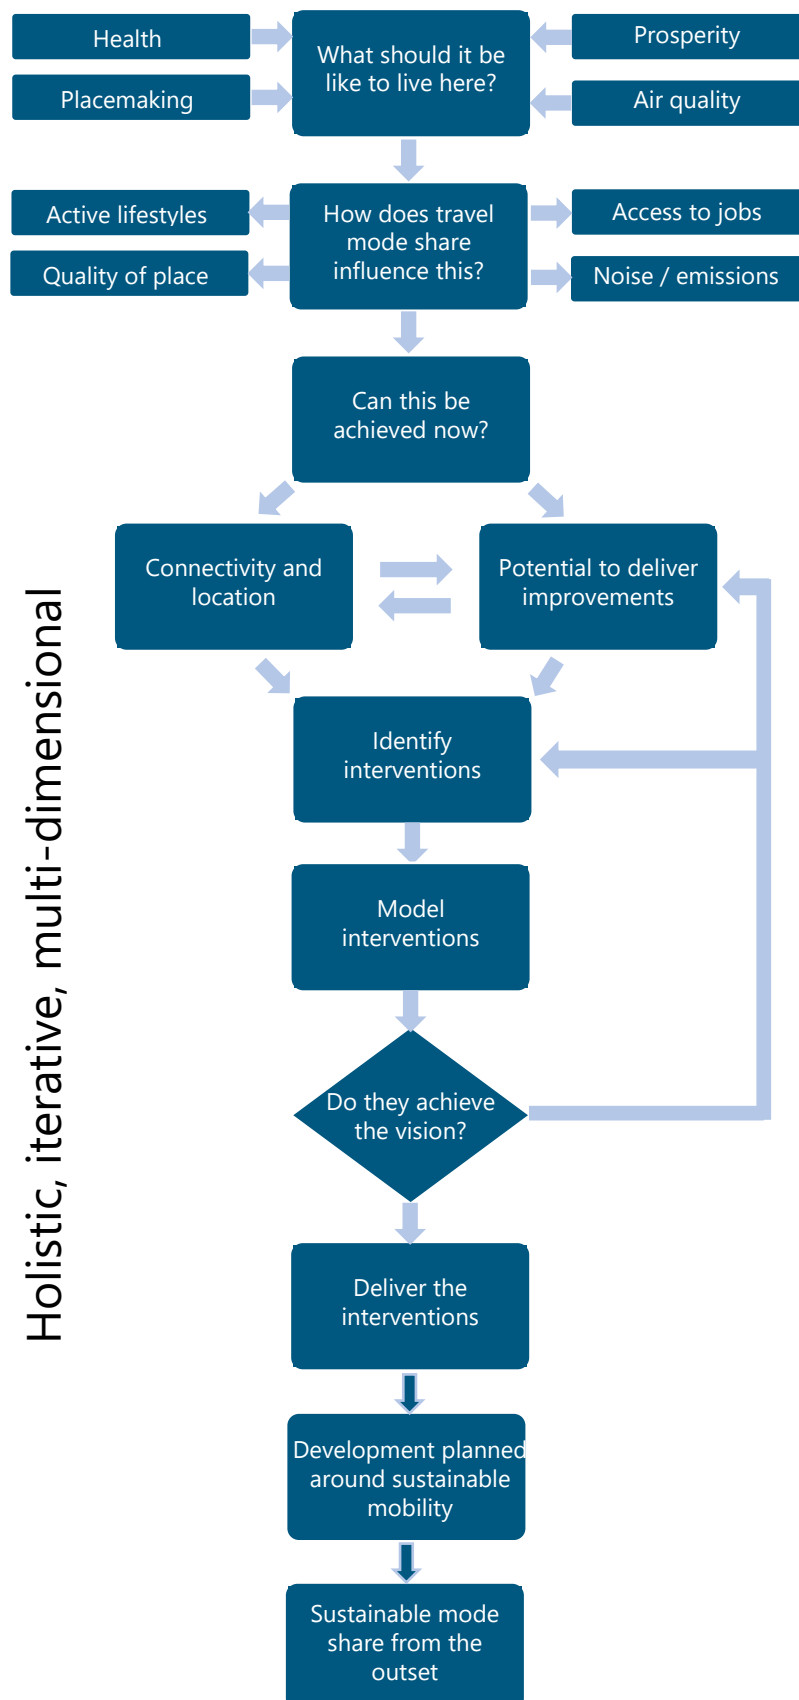 Health
Placemaking
What should it be
like to live here?
Prosperity
Air quality
Active lifestyles
Quality of place
How does travel
mode share
influence this?
Access to jobs
Noise / emissions
Can this be
achieved now?
Connectivity and
location
Potential to deliver
improvements
Identify
interventions
Model
interventions
Do they achieve
the vision?
Deliver the
interventions
Development planned
around sustainable
mobility
Sustainable mode
share from the
outset
Holistic, iterative, multi-dimensional